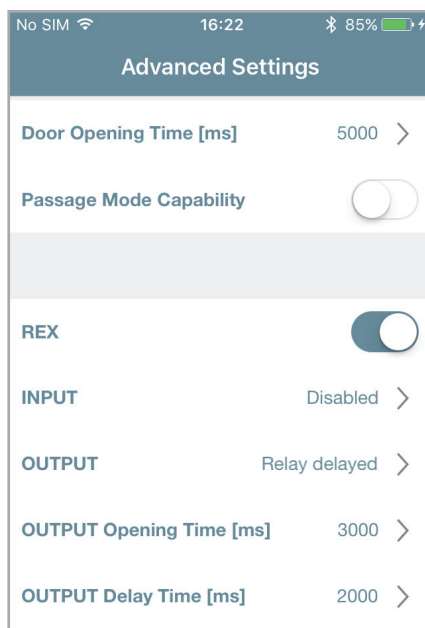 No SIM 16:22 85%
Advanced Settings
Door Opening Time [ms] 5000
Passage Mode Capability
REX
INPUT Disabled
OUTPUT Relay delayed
OUTPUT Opening Time [ms] 3000
OUTPUT Delay Time [ms] 2000